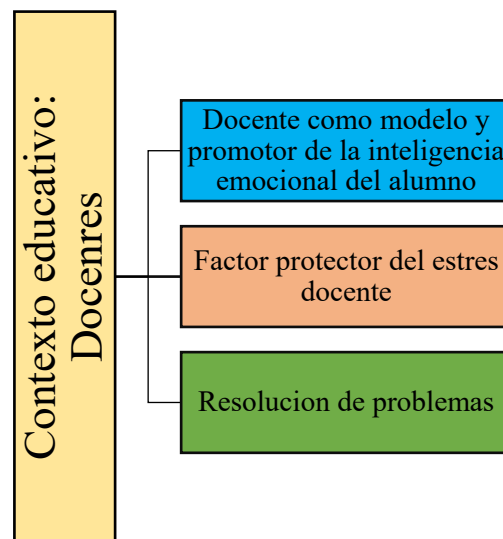 Contexto educativo:
Docenres
Docente como modelo y
promotor de la inteligencia
emocional del alumno
Factor protector del estres
docente
Resolucion de problemas